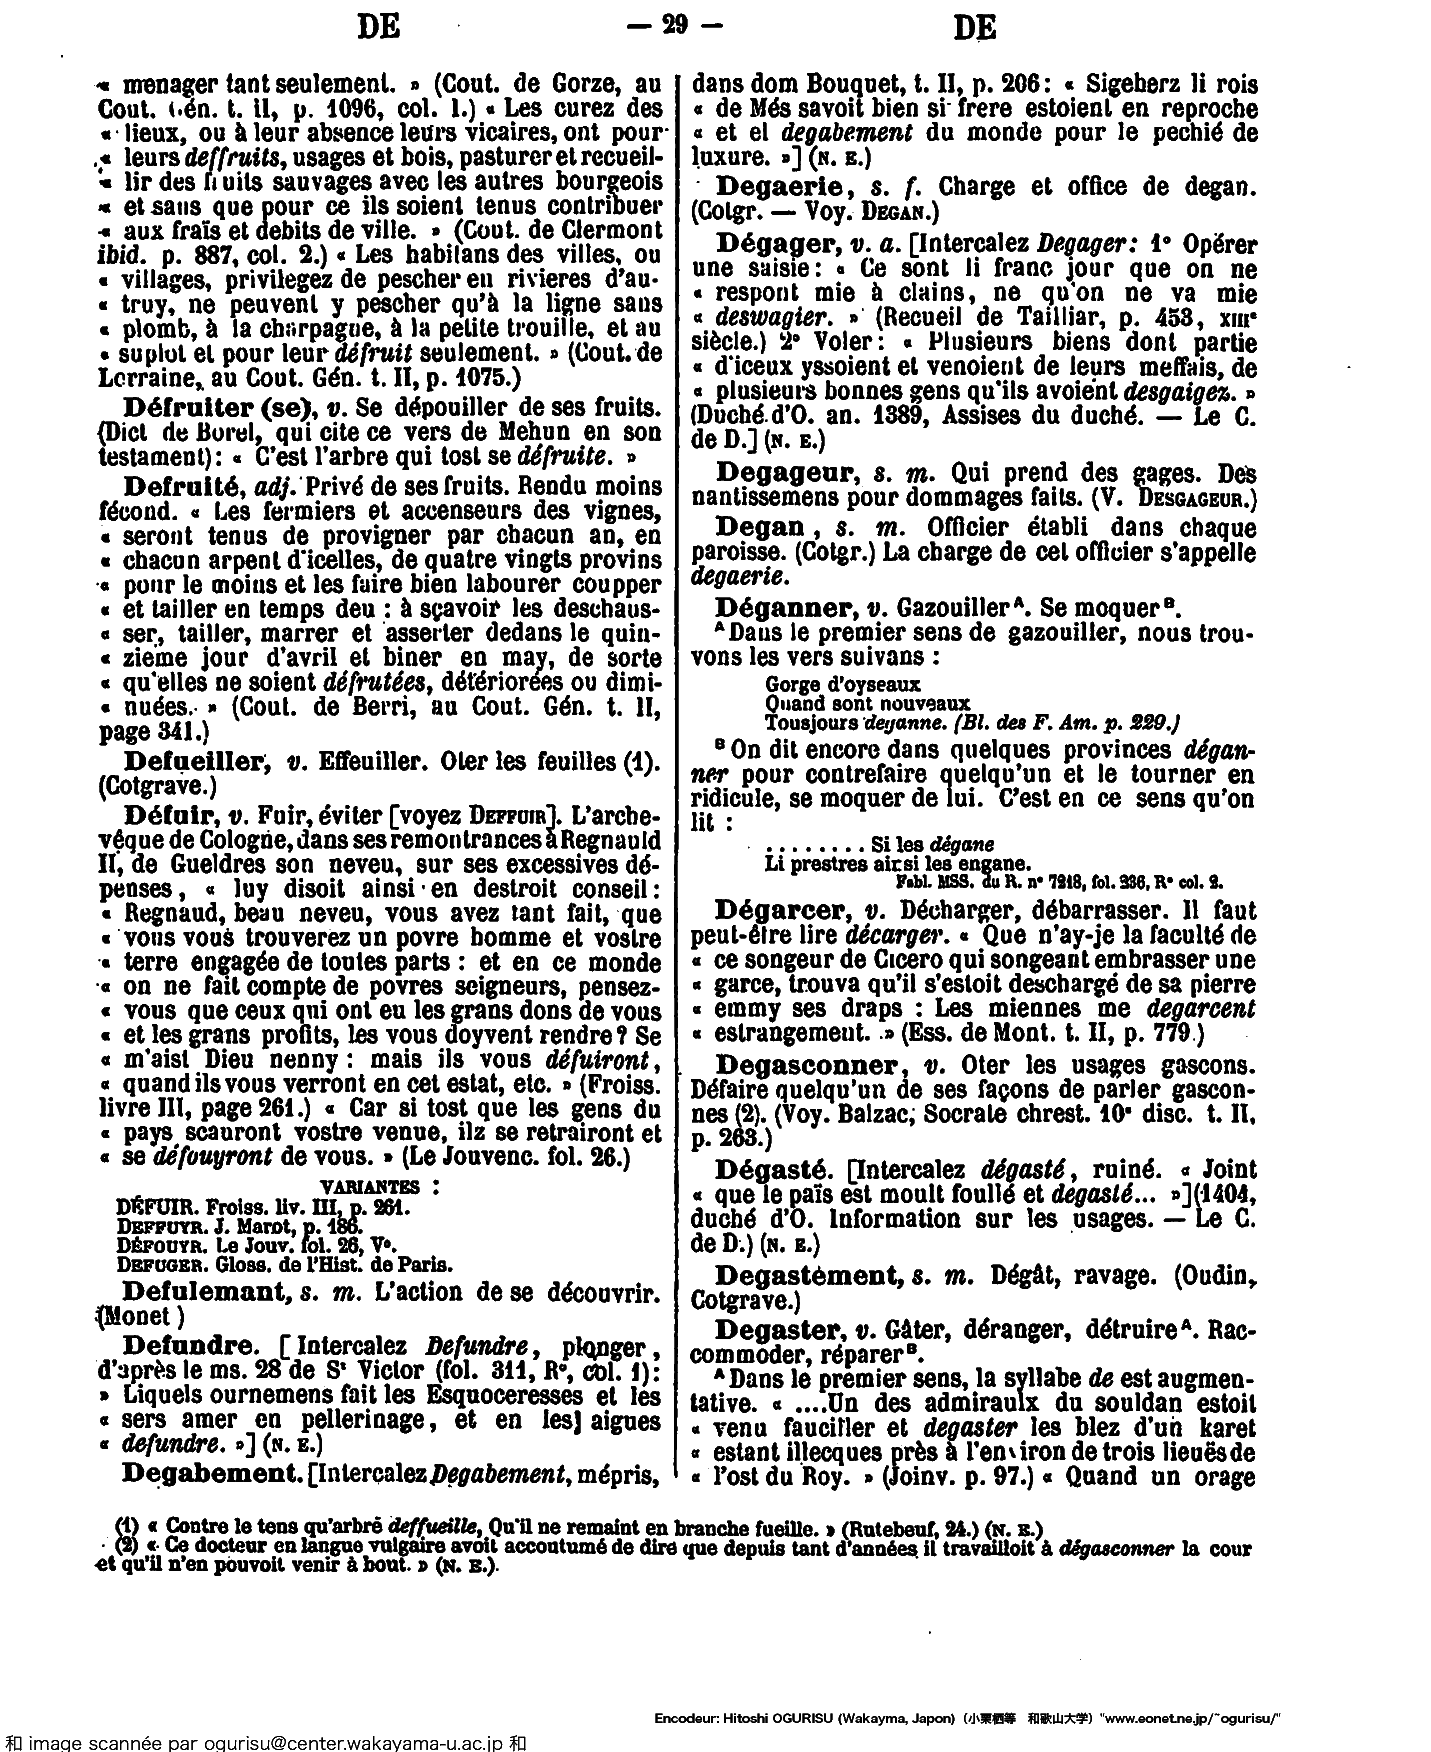 DE — 29 — DE
« menager tant seulement. » (Cout. de Gorze, au
Cout. Gén. t. II, p. 1096, col. 1.) « Les curez des
« lieux, ou à leur absence leurs vicaires, ont pour
« leurs deffruits, usages et bois, pasturer et recueil-
« lir des fruits sauvages avec les autres bourgeois
« et sans que pour ce ils soient tenus contribuer
« aux fraïs et debits de ville. » (Cout. de Clermont
ibid. p. 887, col. 2.) « Les habitans des villes, ou
« villages, privilegez de pescher en rivieres d'au-
« truy, ne peuvent y pescher qu'à la ligne sans
« plomb, à la charpague, à la petite trouille, et au
« suplot et pour leur défruit seulement. » (Cout. de
Lorraine, au Cout. Gén. t. II, p. 1075.)
Défruiter (se), v. Se dépouiller de ses fruits.
(Dict de Borel, qui cite ce vers de Mehun en son
testament) : « C'est l'arbre qui tost se défruite. »
Defruité, adj. Privé de ses fruits. Rendu moins
fécond. « Les fermiers et accenseurs des vignes,
« seront tenus de provigner par chacun an, en
« chacun arpent d'icelles, de quatre vingts provins
« pour le moins et les faire bien labourer coupper
« et tailler en temps deu : à sçavoir les deschaus-
« ser, tailler, marrer et asserter dedans le quin-
« zieme jour d'avril et biner en may, de sorte
« qu'elles ne soient défrutées, détériorées ou dimi-
« nuées. » (Cout. de Berri, au Cout. Gén. t. II,
page 341.)
Defueiller, v. Effeuiller. Oter les feuilles (1).
(Cotgrave.)
Défuir, v. Fuir, éviter [voyez DEFFUIR]. L'arche-
vêque de Cologne, dans ses remontrances à Regnauld
II, de Gueldres son neveu, sur ses excessives dé-
penses, « luy disoit ainsi en destroit conseil :
« Regnaud, beau neveu, vous avez tant fait, que
« vous vous trouverez un povre homme et vostre
« terre engagée de toutes parts : et en ce monde
« on ne fait compte de povres seigneurs, pensez-
« vous que ceux qui ont eu les grans dons de vous
« et les grans profits, les vous doyvent rendre ? Se
« m'aist Dieu nenny : mais ils vous défuiront,
« quand ils vous verront en cet estat, etc. » (Froiss.
livre III, page 261.) « Car si tost que les gens du
« pays scauront vostre venue, ilz se retrairont et
« se défouyront de vous. » (Le Jouvenc. fol. 26.)
VARIANTES :
DÉFUIR. Froiss. liv. III, p. 261.
DEFFUYR. J. Marot, p. 186.
DÉFOUYR. Le Jouv. fol. 26, Vº.
DEFUGER. Gloss. de l'Hist. de Paris.
Defulemant, s. m. L'action de se découvrir.
(Monet )
Defundre. [ Intercalez Defundre, plonger,
d'après le ms. 28 de St Victor (fol. 311, Rº, col. 1) :
» Liquels ournemens fait les Esquoceresses et les
« sers amer en pellerinage, et en les] aigues
« defundre. »] (N. E.)
Degabement. [Intercalez Degabement, mépris,
dans dom Bouquet, t. II, p. 206 : « Sigeberz li rois
« de Més savoit bien si frere estoient en reproche
« et el degabement du monde pour le pechié de
luxure. »] (N. E.)
Degaerie, s. f. Charge et office de degan.
(Cotgr. — Voy. DEGAN.)
Dégager, v. a. [Intercalez Degager : 1º Opérer
une saisie : « Ce sont li franc jour que on ne
« respont mie à clains, ne qu'on ne va mie
« deswagier. » (Recueil de Tailliar, p. 453, XIIIe
siècle.) 2º Voler : « Plusieurs biens dont partie
« d'iceux yssoient et venoient de leurs meffais, de
« plusieurs bonnes gens qu'ils avoient desgaigez. »
(Duché d'O. an. 1389, Assises du duché. — Le C.
de D.] (N. E.)
Degageur, s. m. Qui prend des gages. Des
nantissemens pour dommages faits. (V. DESGAGEUR.)
Degan, s. m. Officier établi dans chaque
paroisse. (Cotgr.) La charge de cet officier s'appelle
degaerie.
Déganner, v. Gazouiller A. Se moquer B.
A Dans le premier sens de gazouiller, nous trou-
vons les vers suivans :
Gorge d'oyseaux
Quand sont nouveaux
Tousjours deganne. (Bl. des F. Am. p. 229.)
B On dit encore dans quelques provinces dégan-
ner pour contrefaire quelqu'un et le tourner en
ridicule, se moquer de lui. C'est en ce sens qu'on
lit :
. . . . . . . . Si les dégane
Li prestres airsi les engane.
Fabl. MSS. du R. nº 7218, fol. 336, Rº col. 2.
Dégarcer, v. Décharger, débarrasser. Il faut
peut-être lire décarger. « Que n'ay-je la faculté de
« ce songeur de Cicero qui songeant embrasser une
« garce, trouva qu'il s'estoit deschargé de sa pierre
« emmy ses draps : Les miennes me degarcent
« estrangement. » (Ess. de Mont. t. II, p. 779.)
Degasconner, v. Oter les usages gascons.
Défaire quelqu'un de ses façons de parler gascon-
nes (2). (Voy. Balzac, Socrate chrest. 10e disc. t. II,
p. 263.)
Dégasté. [Intercalez dégasté, ruiné. « Joint
« que le païs est moult foullé et degasté... »] (1404,
duché d'O. Information sur les usages. — Le C.
de D.) (N. E.)
Degastement, s. m. Dégât, ravage. (Oudin,
Cotgrave.)
Degaster, v. Gâter, déranger, détruire A. Rac-
commoder, réparer B.
A Dans le premier sens, la syllabe de est augmen-
tative. « ....Un des admiraulx du souldan estoit
« venu fauciller et degaster les blez d'un karet
« estant illecques près à l'environ de trois lieuës de
« l'ost du Roy. » (Joinv. p. 97.) « Quand un orage
(1) « Contre le tens qu'arbre deffueille, Qu'il ne remaint en branche fueille. » (Rutebeuf, 24.) (N. E.)
(2) « Ce docteur en langue vulgaire avoit accoutumé de dire que depuis tant d'années il travailloit à dégasconner la cour
et qu'il n'en pouvoit venir à bout. » (N. E.).
Encodeur: Hitoshi OGURISU (Wakayma, Japon)（小栗栖等　和歌山大学）"www.eonet.ne.jp/~ogurisu/"
和 image scannée par ogurisu@center.wakayama-u.ac.jp 和